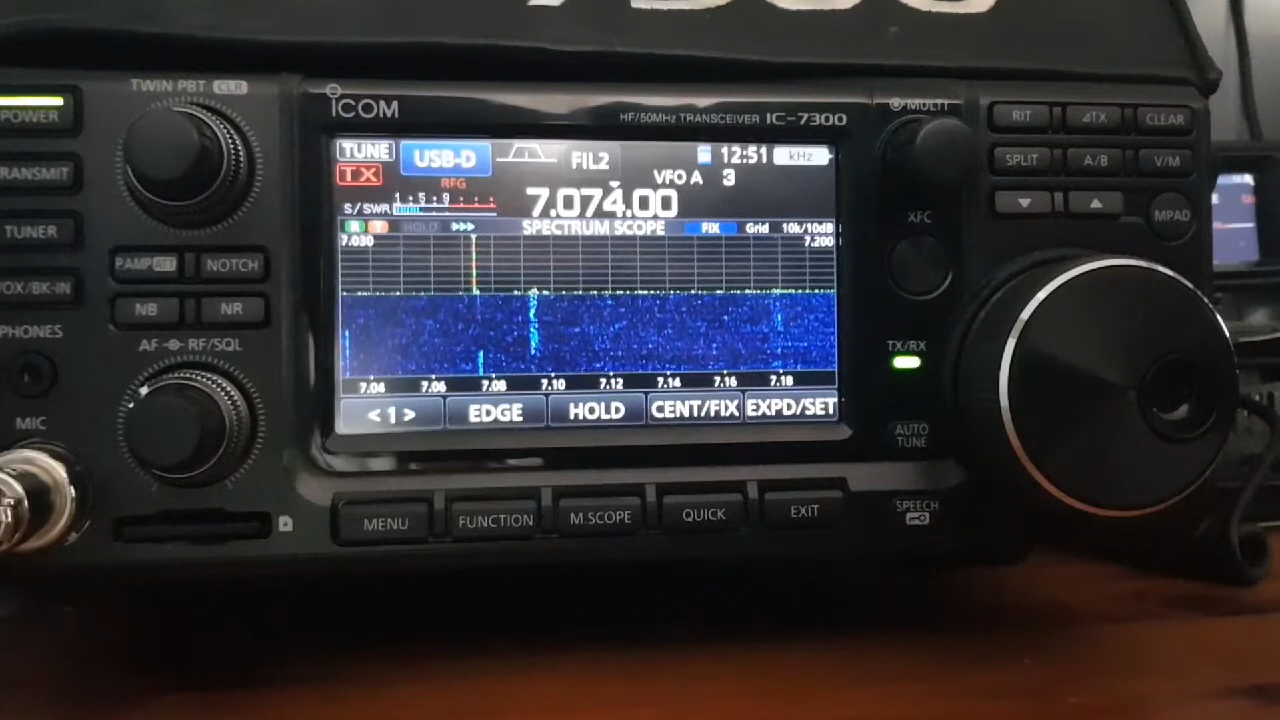 TWIN PBT CLR
POWER
TRANSMIT
TUNER
VOX/BK-IN
PHONES
MIC
P.AMP ATT
NOTCH
NB
NR
AF RF/SQL
ICOM
HF/50MHz TRANSCEIVER IC-7300
TUNE USB-D FIL2 12:51 kHz
TX RFG VFO A 3
S/SWR 1 5 9 7.074.00
R T HOLD SPECTRUM SCOPE FIX Grid 10k/10dB
7.030 7.200
7.04 7.06 7.08 7.10 7.12 7.14 7.16 7.18
< 1 > EDGE HOLD CENT/FIX EXPD/SET
MENU FUNCTION M.SCOPE QUICK EXIT
MULTI
XFC
TX/RX
AUTO
TUNE
SPEECH
RIT ΔTX CLEAR
SPLIT A/B V/M
MPAD